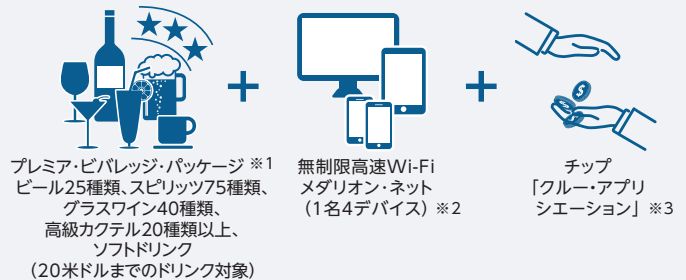 プレミア・ビバレッジ・パッケージ ※1
ビール25種類、スピリッツ75種類、
グラスワイン40種類、
高級カクテル20種類以上、
ソフトドリンク
(20米ドルまでのドリンク対象)
無制限高速Wi-Fi
メダリオン・ネット
(1名4デバイス) ※2
$
チップ
「クルー・アプリ
シエーション」 ※3